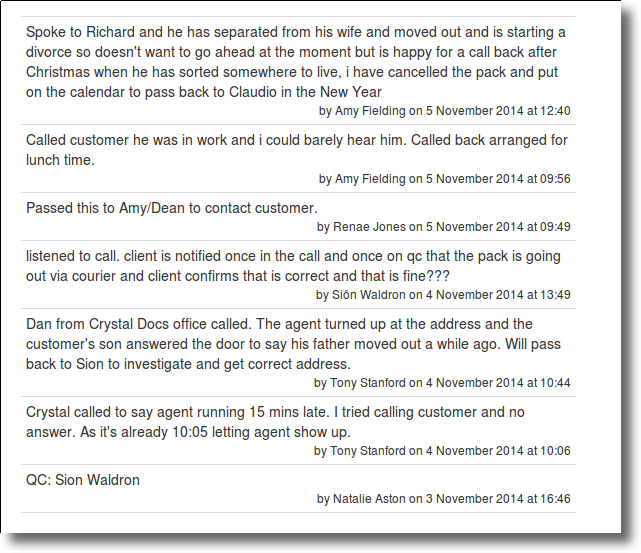 Spoke to Richard and he has separated from his wife and moved out and is starting a
divorce so doesn't want to go ahead at the moment but is happy for a call back after
Christmas when he has sorted somewhere to live, i have cancelled the pack and put
on the calendar to pass back to Claudio in the New Year
by Amy Fielding on 5 November 2014 at 12:40
Called customer he was in work and i could barely hear him. Called back arranged for
lunch time.
by Amy Fielding on 5 November 2014 at 09:56
Passed this to Amy/Dean to contact customer.
by Renae Jones on 5 November 2014 at 09:49
listened to call. client is notified once in the call and once on qc that the pack is going
out via courier and client confirms that is correct and that is fine???
by Siôn Waldron on 4 November 2014 at 13:49
Dan from Crystal Docs office called. The agent turned up at the address and the
customer's son answered the door to say his father moved out a while ago. Will pass
back to Sion to investigate and get correct address.
by Tony Stanford on 4 November 2014 at 10:44
Crystal called to say agent running 15 mins late. I tried calling customer and no
answer. As it's already 10:05 letting agent show up.
by Tony Stanford on 4 November 2014 at 10:06
QC: Sion Waldron
by Natalie Aston on 3 November 2014 at 16:46